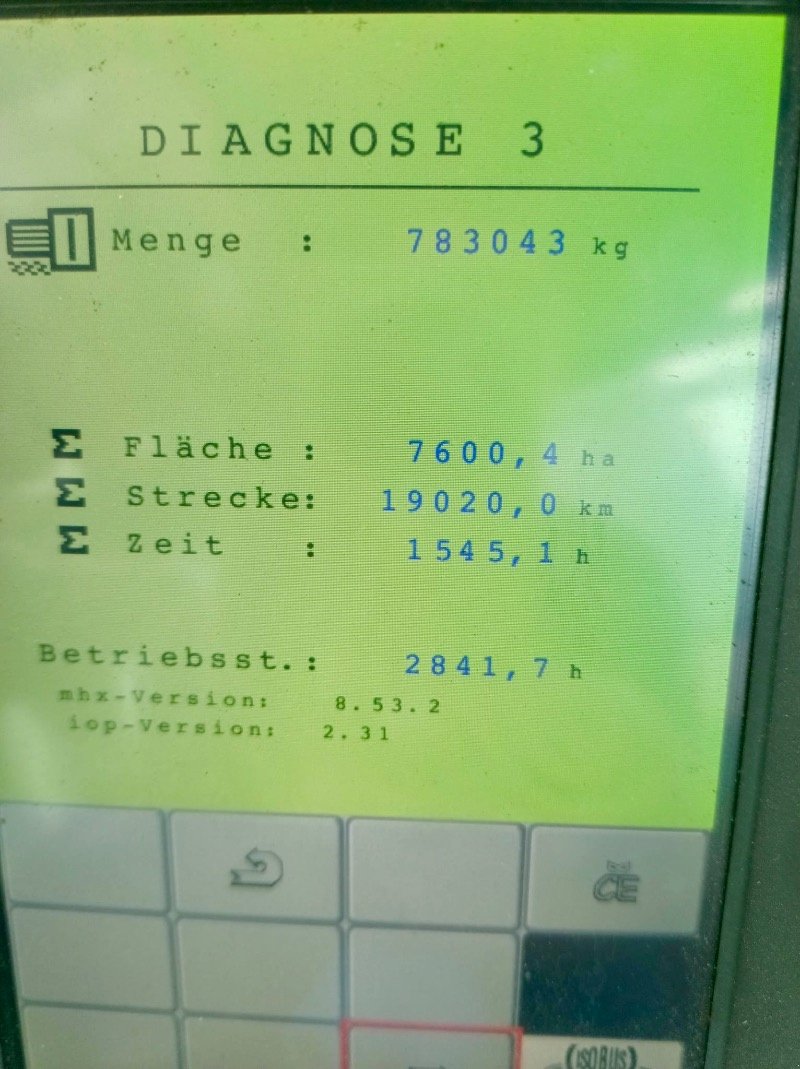 DIAGNOSE 3
Menge : 783043 kg
Σ Fläche : 7600,4 ha
Σ Strecke: 19020,0 km
Σ Zeit : 1545,1 h
Betriebsst.: 2841,7 h
mhx-Version: 8.53.2
iop-Version: 2.31
CE
(ISOBUS)